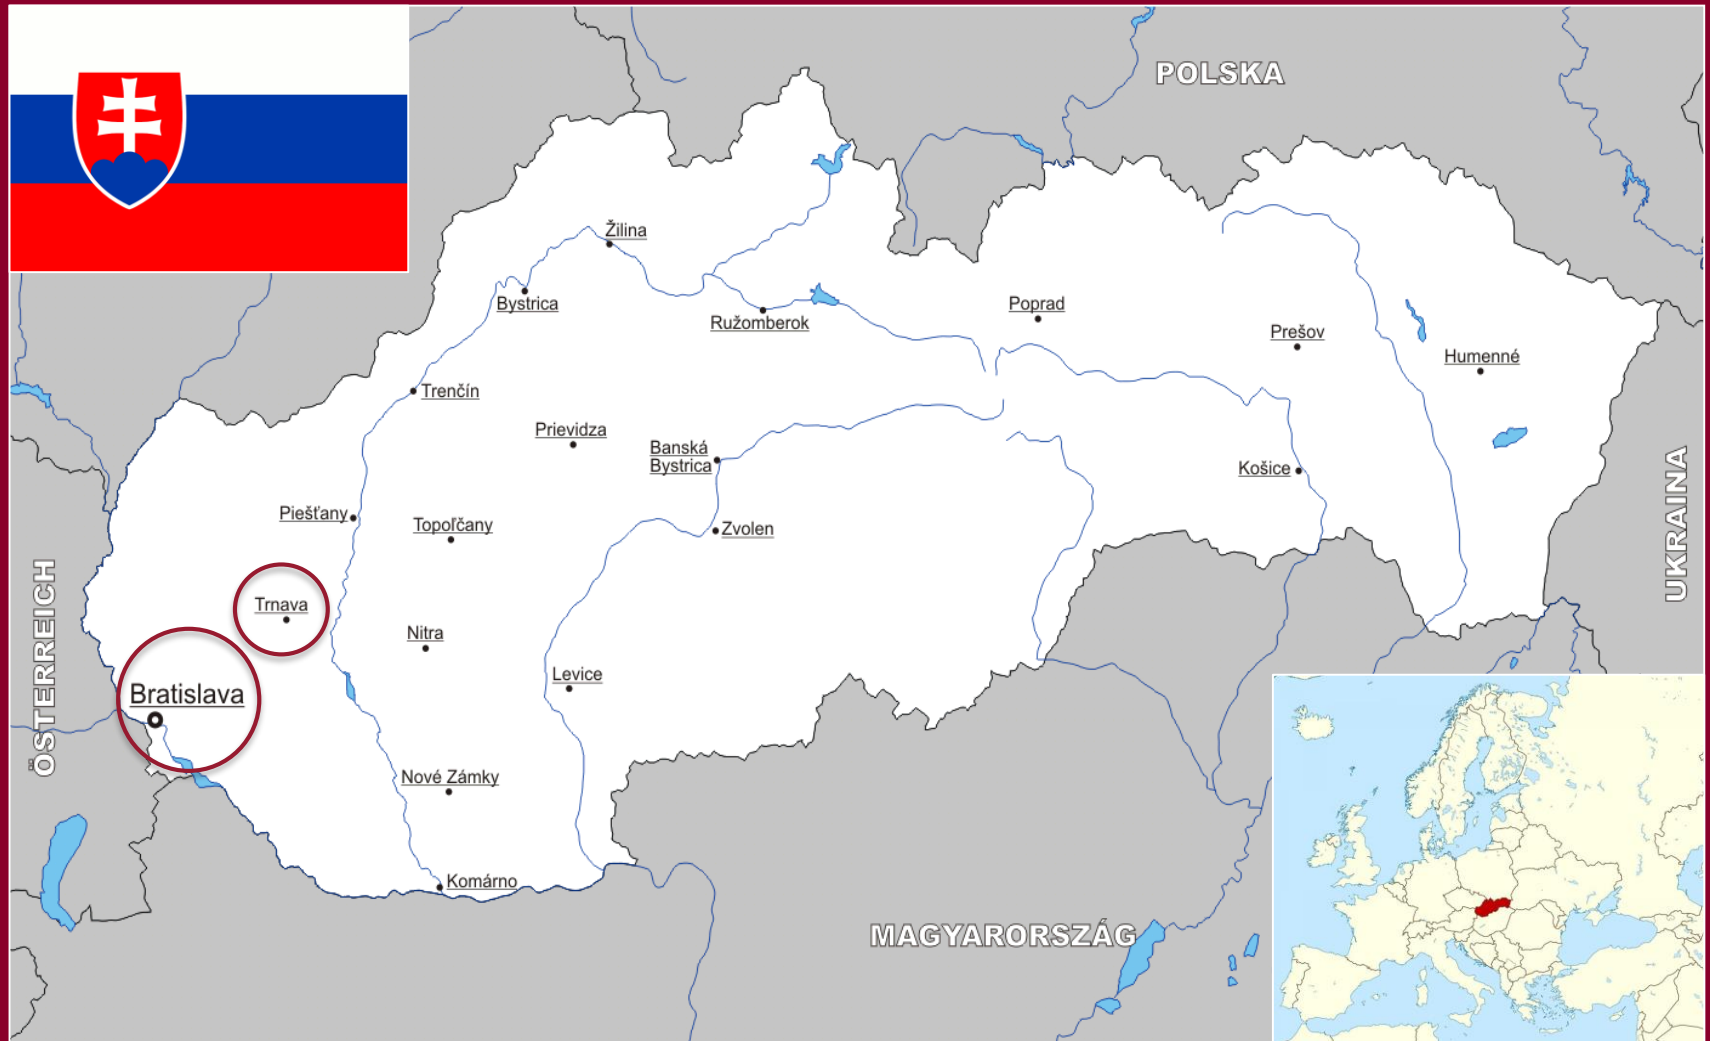 POLSKA
Žilina
Bystrica
Ružomberok
Poprad
Prešov
Humenné
Trenčín
Prievidza
Banská
Bystrica
Košice
Piešťany
Topoľčany
Zvolen
UKRAINA
ÖSTERREICH
Trnava
Nitra
Levice
Bratislava
Nové Zámky
Komárno
MAGYARORSZÁG